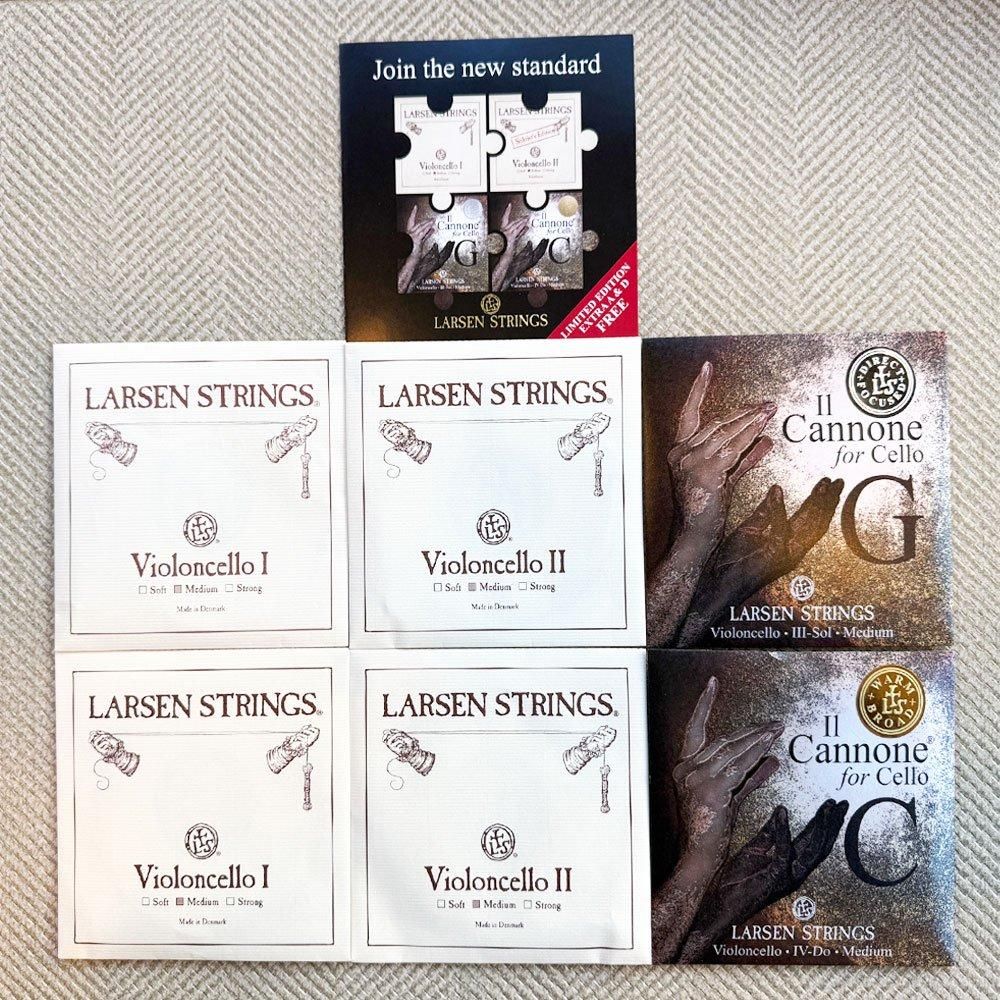 Join the new standard
LARSEN STRINGS
LARSEN STRINGS
Violoncello I
Violoncello II
Il
Cannone
for Cello
G
LARSEN STRINGS
Il
Cannone
for Cello
C
LARSEN STRINGS
LARSEN STRINGS
LIMITED EDITION
EXTRA A & D
FREE
LARSEN STRINGS®
Violoncello I
Soft Medium Strong
Made in Denmark
LARSEN STRINGS®
Violoncello II
Soft Medium Strong
Made in Denmark
DIRECT
FOCUSED
Il
Cannone®
for Cello
G
LARSEN STRINGS
Violoncello • III-Sol • Medium
LARSEN STRINGS®
Violoncello I
Soft Medium Strong
Made in Denmark
LARSEN STRINGS®
Violoncello II
Soft Medium Strong
Made in Denmark
WARM
BROAD
Il
Cannone®
for Cello
C
LARSEN STRINGS
Violoncello • IV-Do • Medium